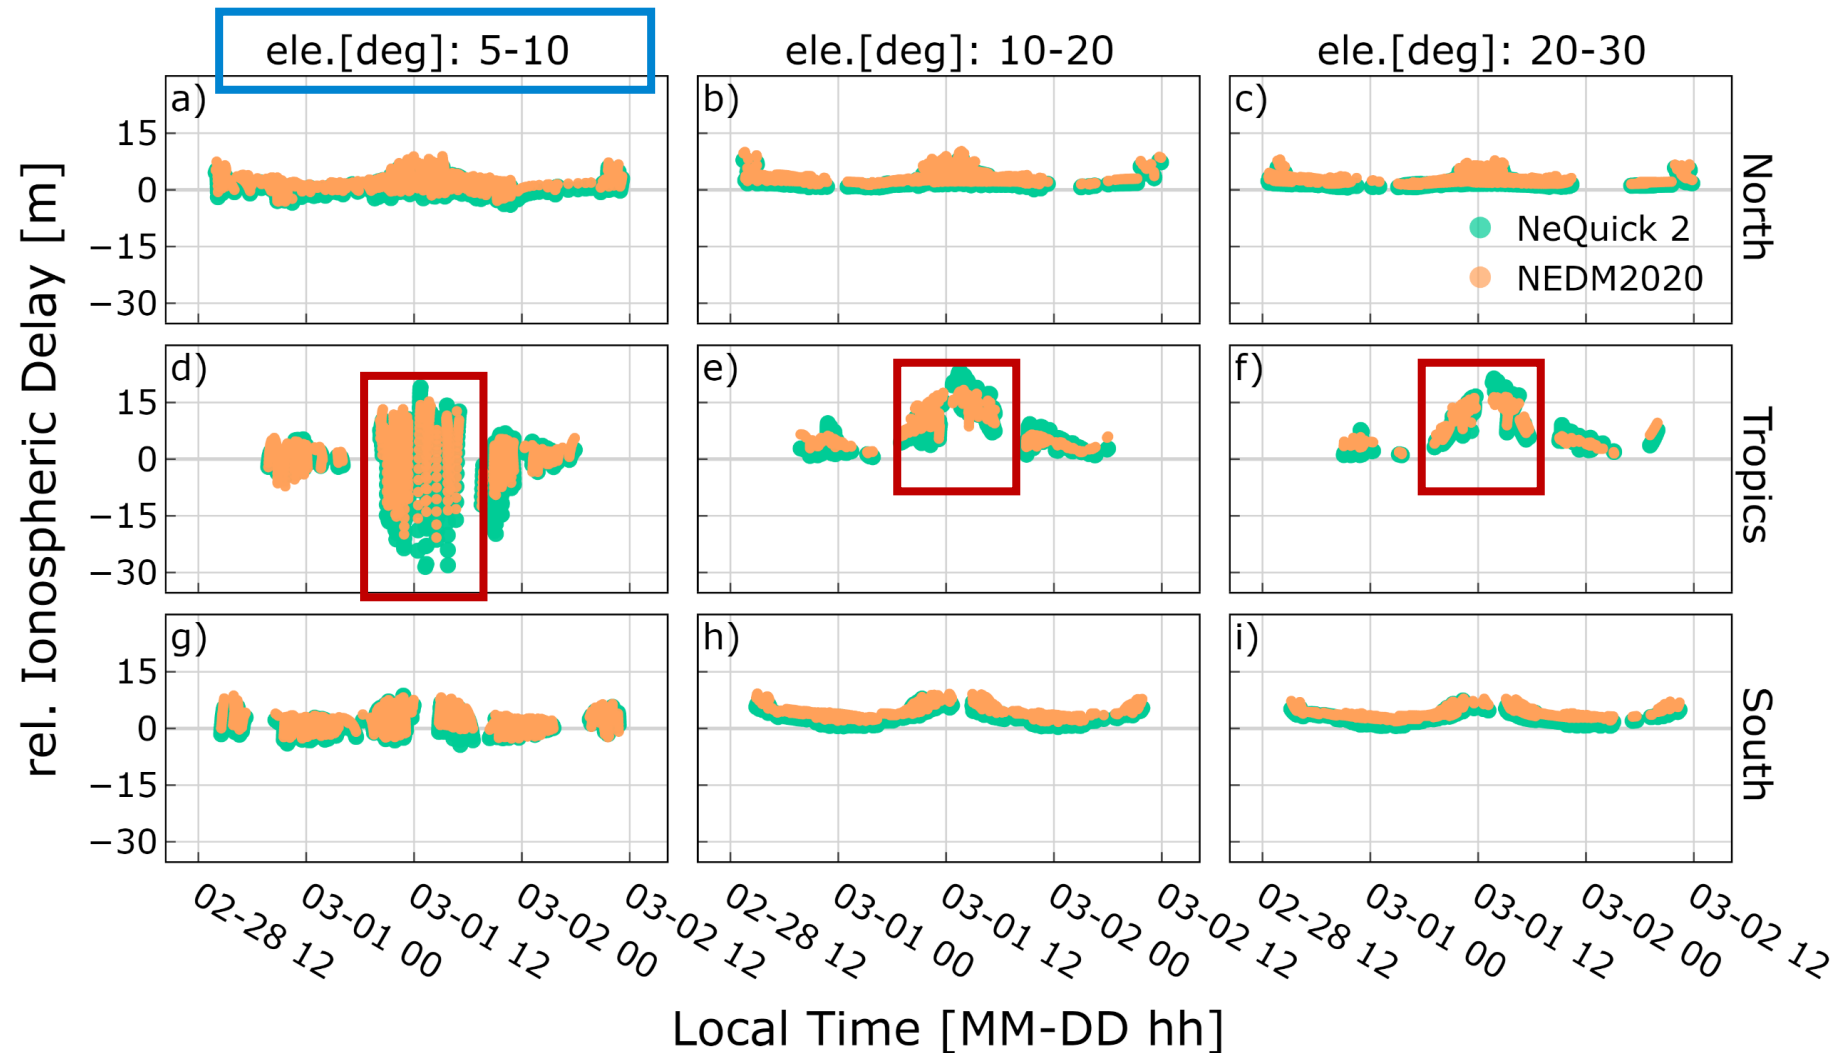 ele.[deg]: 5-10
ele.[deg]: 10-20
ele.[deg]: 20-30
rel. Ionospheric Delay [m]
a)
15
0
−15
−30
b)
c)
NeQuick 2
NEDM2020
North
d)
15
0
−15
−30
e)
f)
Tropics
g)
15
0
−15
−30
h)
i)
South
02-28 12
03-01 00
03-01 12
03-02 00
03-02 12
02-28 12
03-01 00
03-01 12
03-02 00
03-02 12
02-28 12
03-01 00
03-01 12
03-02 00
03-02 12
Local Time [MM-DD hh]